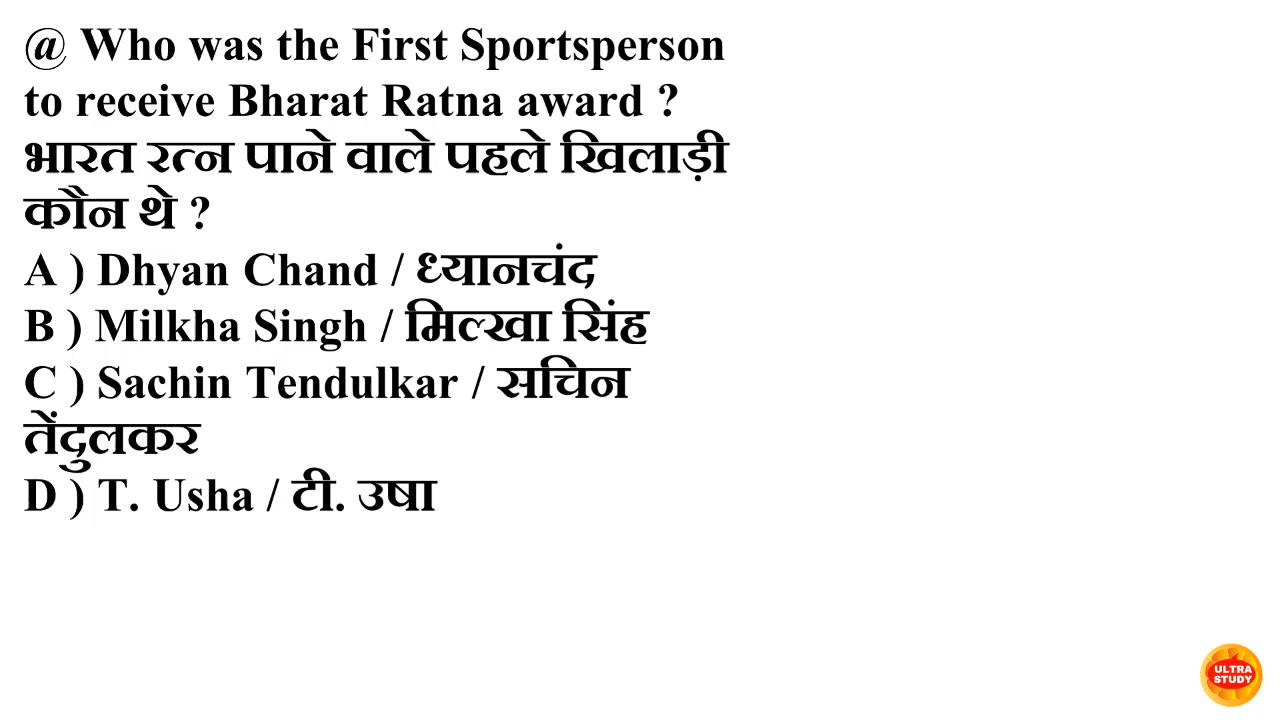 @ Who was the First Sportsperson
to receive Bharat Ratna award ?
भारत रत्न पाने वाले पहले खिलाड़ी
कौन थे ?
A ) Dhyan Chand / ध्यानचंद
B ) Milkha Singh / मिल्खा सिंह
C ) Sachin Tendulkar / सचिन
तेंदुलकर
D ) T. Usha / टी. उषा
ULTRA
STUDY